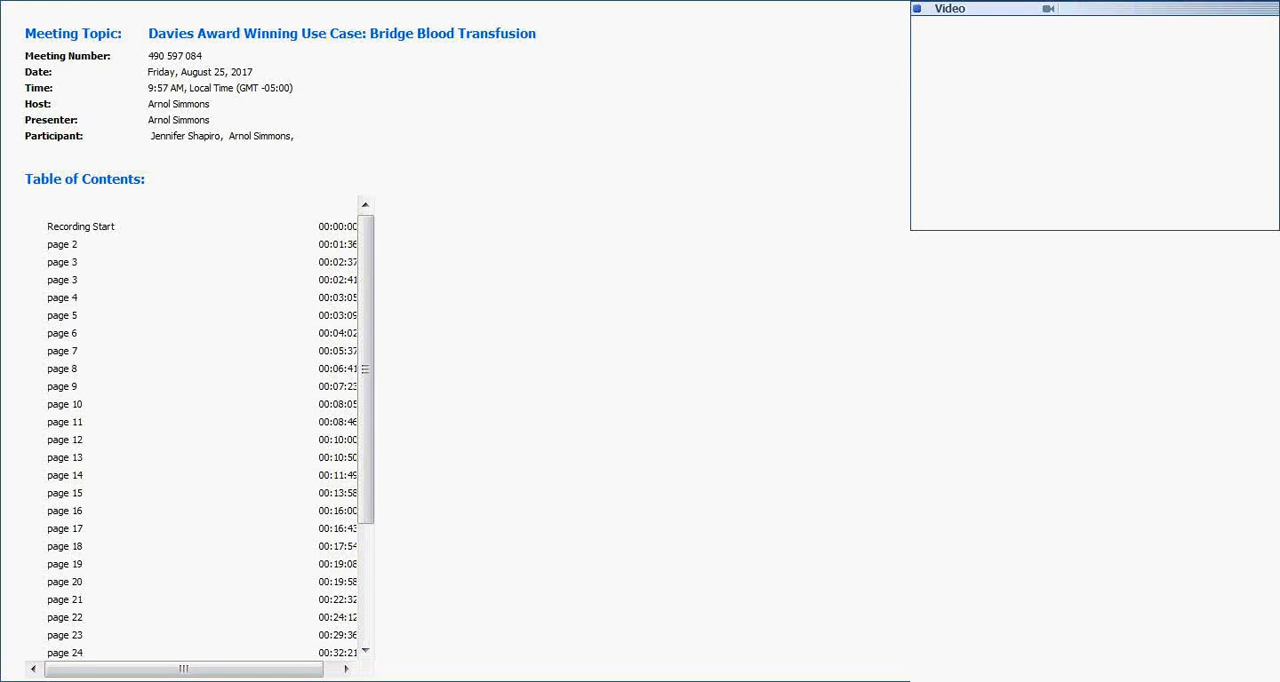 Video
Meeting Topic: Davies Award Winning Use Case: Bridge Blood Transfusion
Meeting Number: 490 597 084
Date: Friday, August 25, 2017
Time: 9:57 AM, Local Time (GMT -05:00)
Host: Arnol Simmons
Presenter: Arnol Simmons
Participant: Jennifer Shapiro, Arnol Simmons,
Table of Contents:
Recording Start 00:00:00
page 2 00:01:36
page 3 00:02:37
page 3 00:02:41
page 4 00:03:05
page 5 00:03:09
page 6 00:04:02
page 7 00:05:37
page 8 00:06:41
page 9 00:07:23
page 10 00:08:05
page 11 00:08:46
page 12 00:10:00
page 13 00:10:50
page 14 00:11:49
page 15 00:13:58
page 16 00:16:00
page 17 00:16:43
page 18 00:17:54
page 19 00:19:08
page 20 00:19:58
page 21 00:22:32
page 22 00:24:12
page 23 00:29:36
page 24 00:32:21